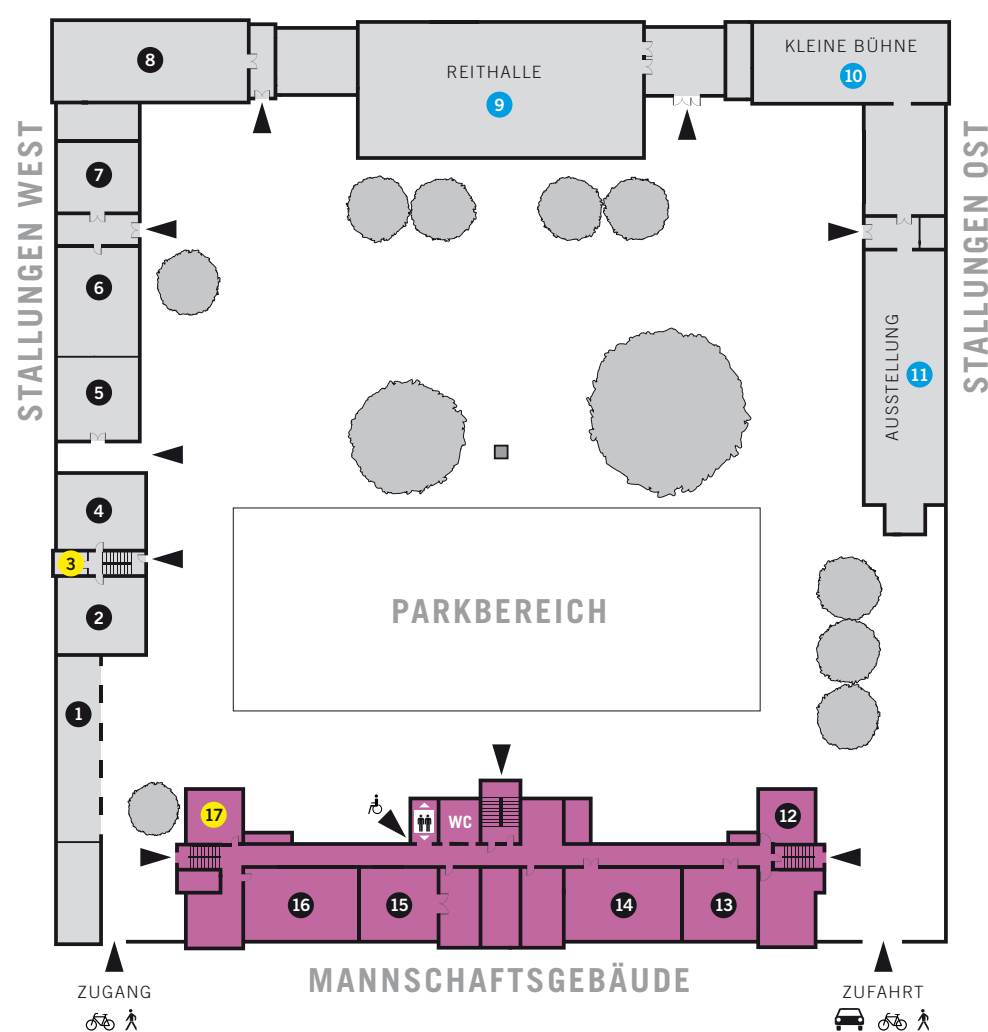 8
REITHALLE
9
KLEINE BÜHNE
10
STALLUNGEN WEST
STALLUNGEN OST
7
6
5
AUSSTELLUNG
11
4
3
2
PARKBEREICH
1
17
WC
12
16
15
14
13
MANNSCHAFTSGEBÄUDE
ZUGANG
ZUFAHRT